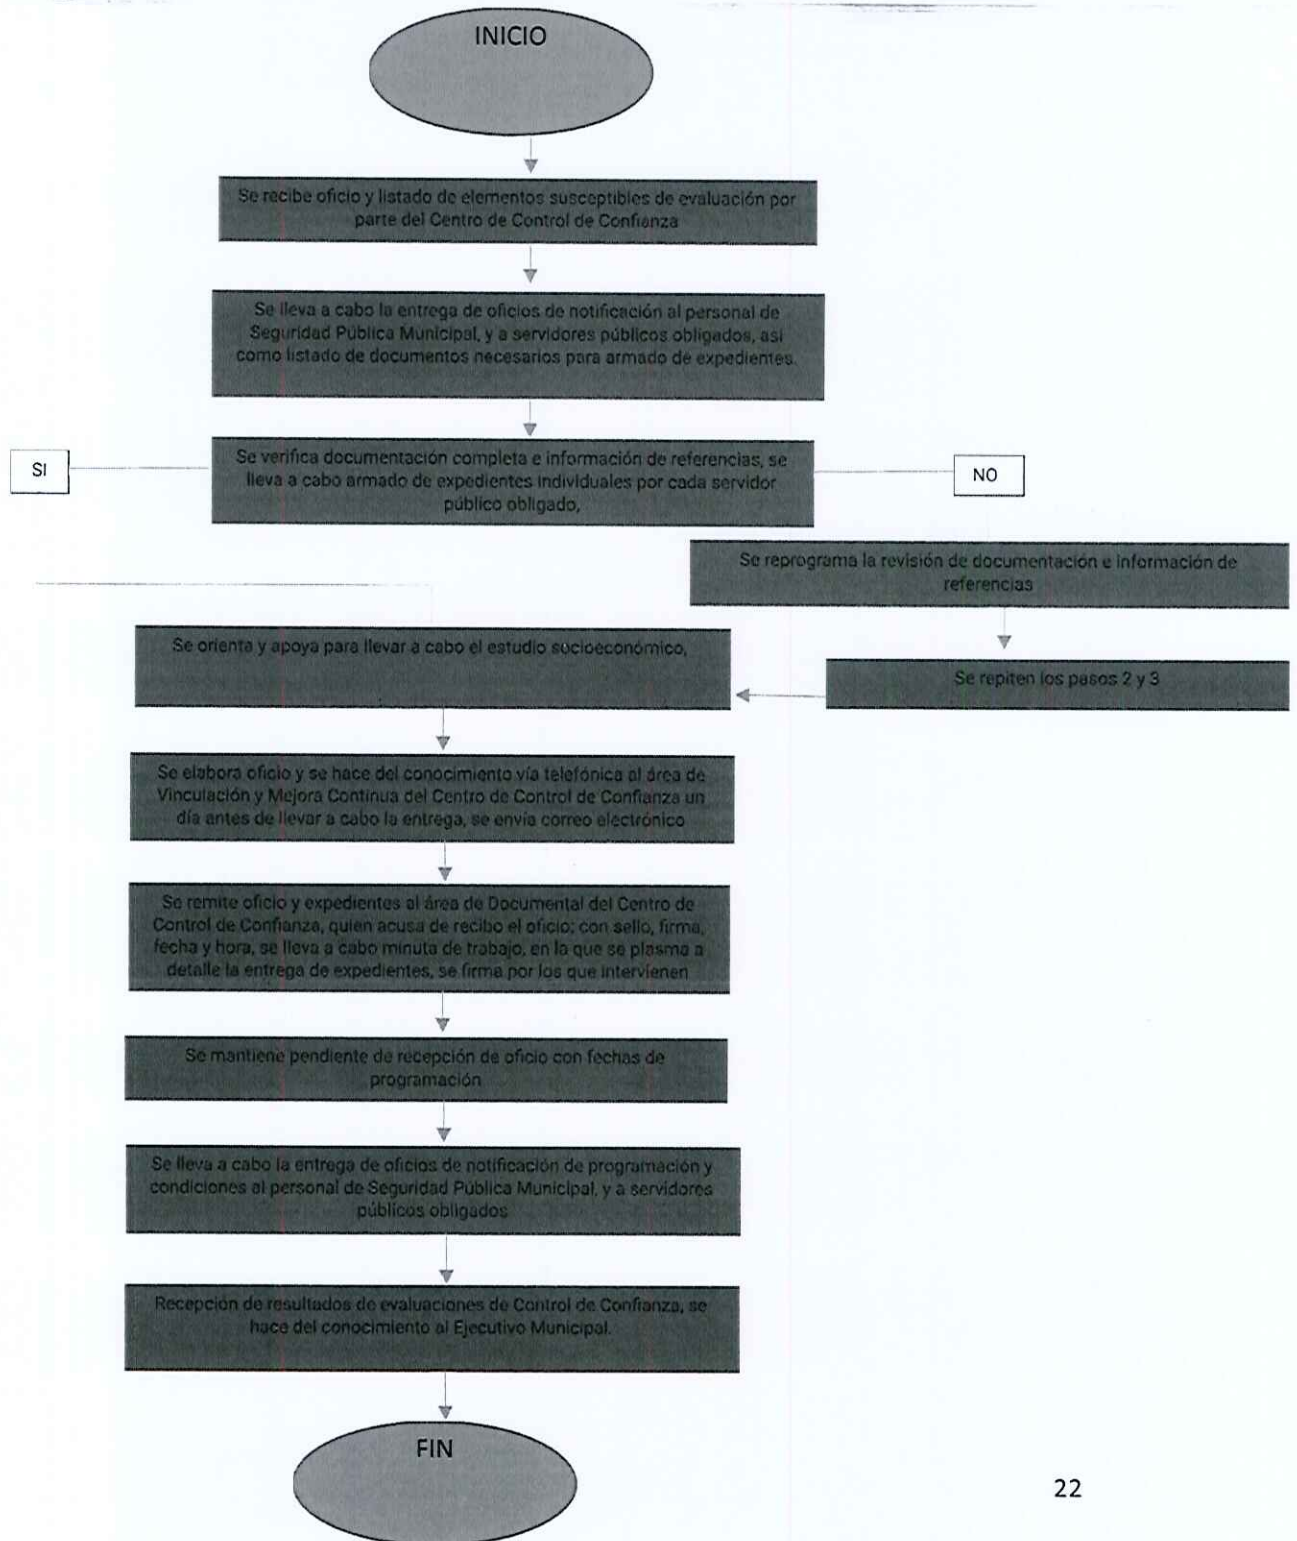 INICIO
Se recibe oficio y listado de elementos susceptibles de evaluación por
parte del Centro de Control de Confianza
Se lleva a cabo la entrega de oficios de notificación al personal de
Seguridad Pública Municipal, y a servidores públicos obligados, así
como listado de documentos necesarios para armado de expedientes.
SI
Se verifica documentación completa e información de referencias, se
lleva a cabo armado de expedientes individuales por cada servidor
público obligado,
NO
Se reprograma la revisión de documentación e información de
referencias
Se orienta y apoya para llevar a cabo el estudio socioeconómico,
Se repiten los pasos 2 y 3
Se elabora oficio y se hace del conocimiento vía telefónica al área de
Vinculación y Mejora Continua del Centro de Control de Confianza un
día antes de llevar a cabo la entrega, se envía correo electrónico
Se remite oficio y expedientes al área de Documental del Centro de
Control de Confianza, quien acusa de recibo el oficio; con sello, firma,
fecha y hora, se lleva a cabo minuta de trabajo, en la que se plasma a
detalle la entrega de expedientes, se firma por los que intervienen
Se mantiene pendiente de recepción de oficio con fechas de
programación
Se lleva a cabo la entrega de oficios de notificación de programación y
condiciones al personal de Seguridad Pública Municipal, y a servidores
públicos obligados
Recepción de resultados de evaluaciones de Control de Confianza, se
hace del conocimiento al Ejecutivo Municipal.
FIN
22